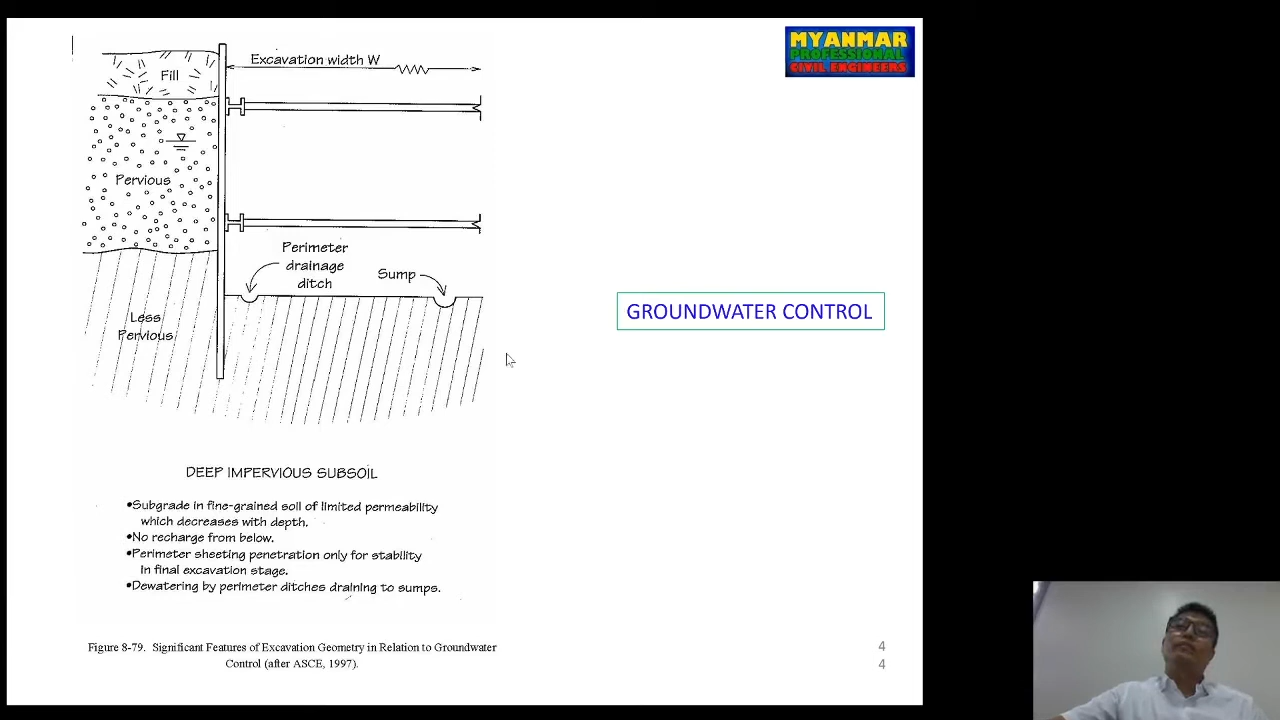 MYANMAR
PROFESSIONAL
CIVIL ENGINEERS
Excavation width W
Fill
Pervious
Perimeter
drainage
ditch
Sump
Less
Pervious
GROUNDWATER CONTROL
DEEP IMPERVIOUS SUBSOIL
•Subgrade in fine-grained soil of limited permeability
which decreases with depth.
•No recharge from below.
•Perimeter sheeting penetration only for stability
in final excavation stage.
•Dewatering by perimeter ditches draining to sumps.
Figure 8-79. Significant Features of Excavation Geometry in Relation to Groundwater
Control (after ASCE, 1997).
4
4